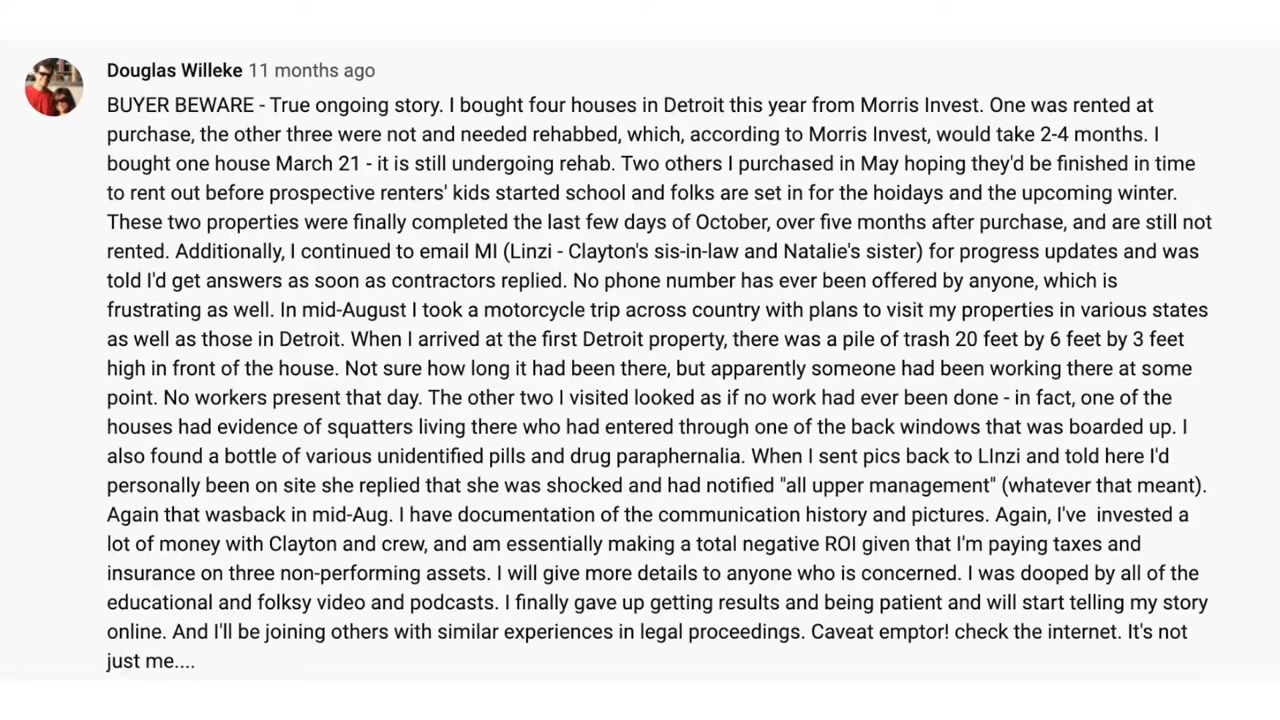 Douglas Willeke 11 months ago
BUYER BEWARE - True ongoing story. I bought four houses in Detroit this year from Morris Invest. One was rented at
purchase, the other three were not and needed rehabbed, which, according to Morris Invest, would take 2-4 months. I
bought one house March 21 - it is still undergoing rehab. Two others I purchased in May hoping they'd be finished in time
to rent out before prospective renters' kids started school and folks are set in for the hoidays and the upcoming winter.
These two properties were finally completed the last few days of October, over five months after purchase, and are still not
rented. Additionally, I continued to email MI (Linzi - Clayton's sis-in-law and Natalie's sister) for progress updates and was
told I'd get answers as soon as contractors replied. No phone number has ever been offered by anyone, which is
frustrating as well. In mid-August I took a motorcycle trip across country with plans to visit my properties in various states
as well as those in Detroit. When I arrived at the first Detroit property, there was a pile of trash 20 feet by 6 feet by 3 feet
high in front of the house. Not sure how long it had been there, but apparently someone had been working there at some
point. No workers present that day. The other two I visited looked as if no work had ever been done - in fact, one of the
houses had evidence of squatters living there who had entered through one of the back windows that was boarded up. I
also found a bottle of various unidentified pills and drug paraphernalia. When I sent pics back to LInzi and told here I'd
personally been on site she replied that she was shocked and had notified "all upper management" (whatever that meant).
Again that wasback in mid-Aug. I have documentation of the communication history and pictures. Again, I've invested a
lot of money with Clayton and crew, and am essentially making a total negative ROI given that I'm paying taxes and
insurance on three non-performing assets. I will give more details to anyone who is concerned. I was dooped by all of the
educational and folksy video and podcasts. I finally gave up getting results and being patient and will start telling my story
online. And I'll be joining others with similar experiences in legal proceedings. Caveat emptor! check the internet. It's not
just me....